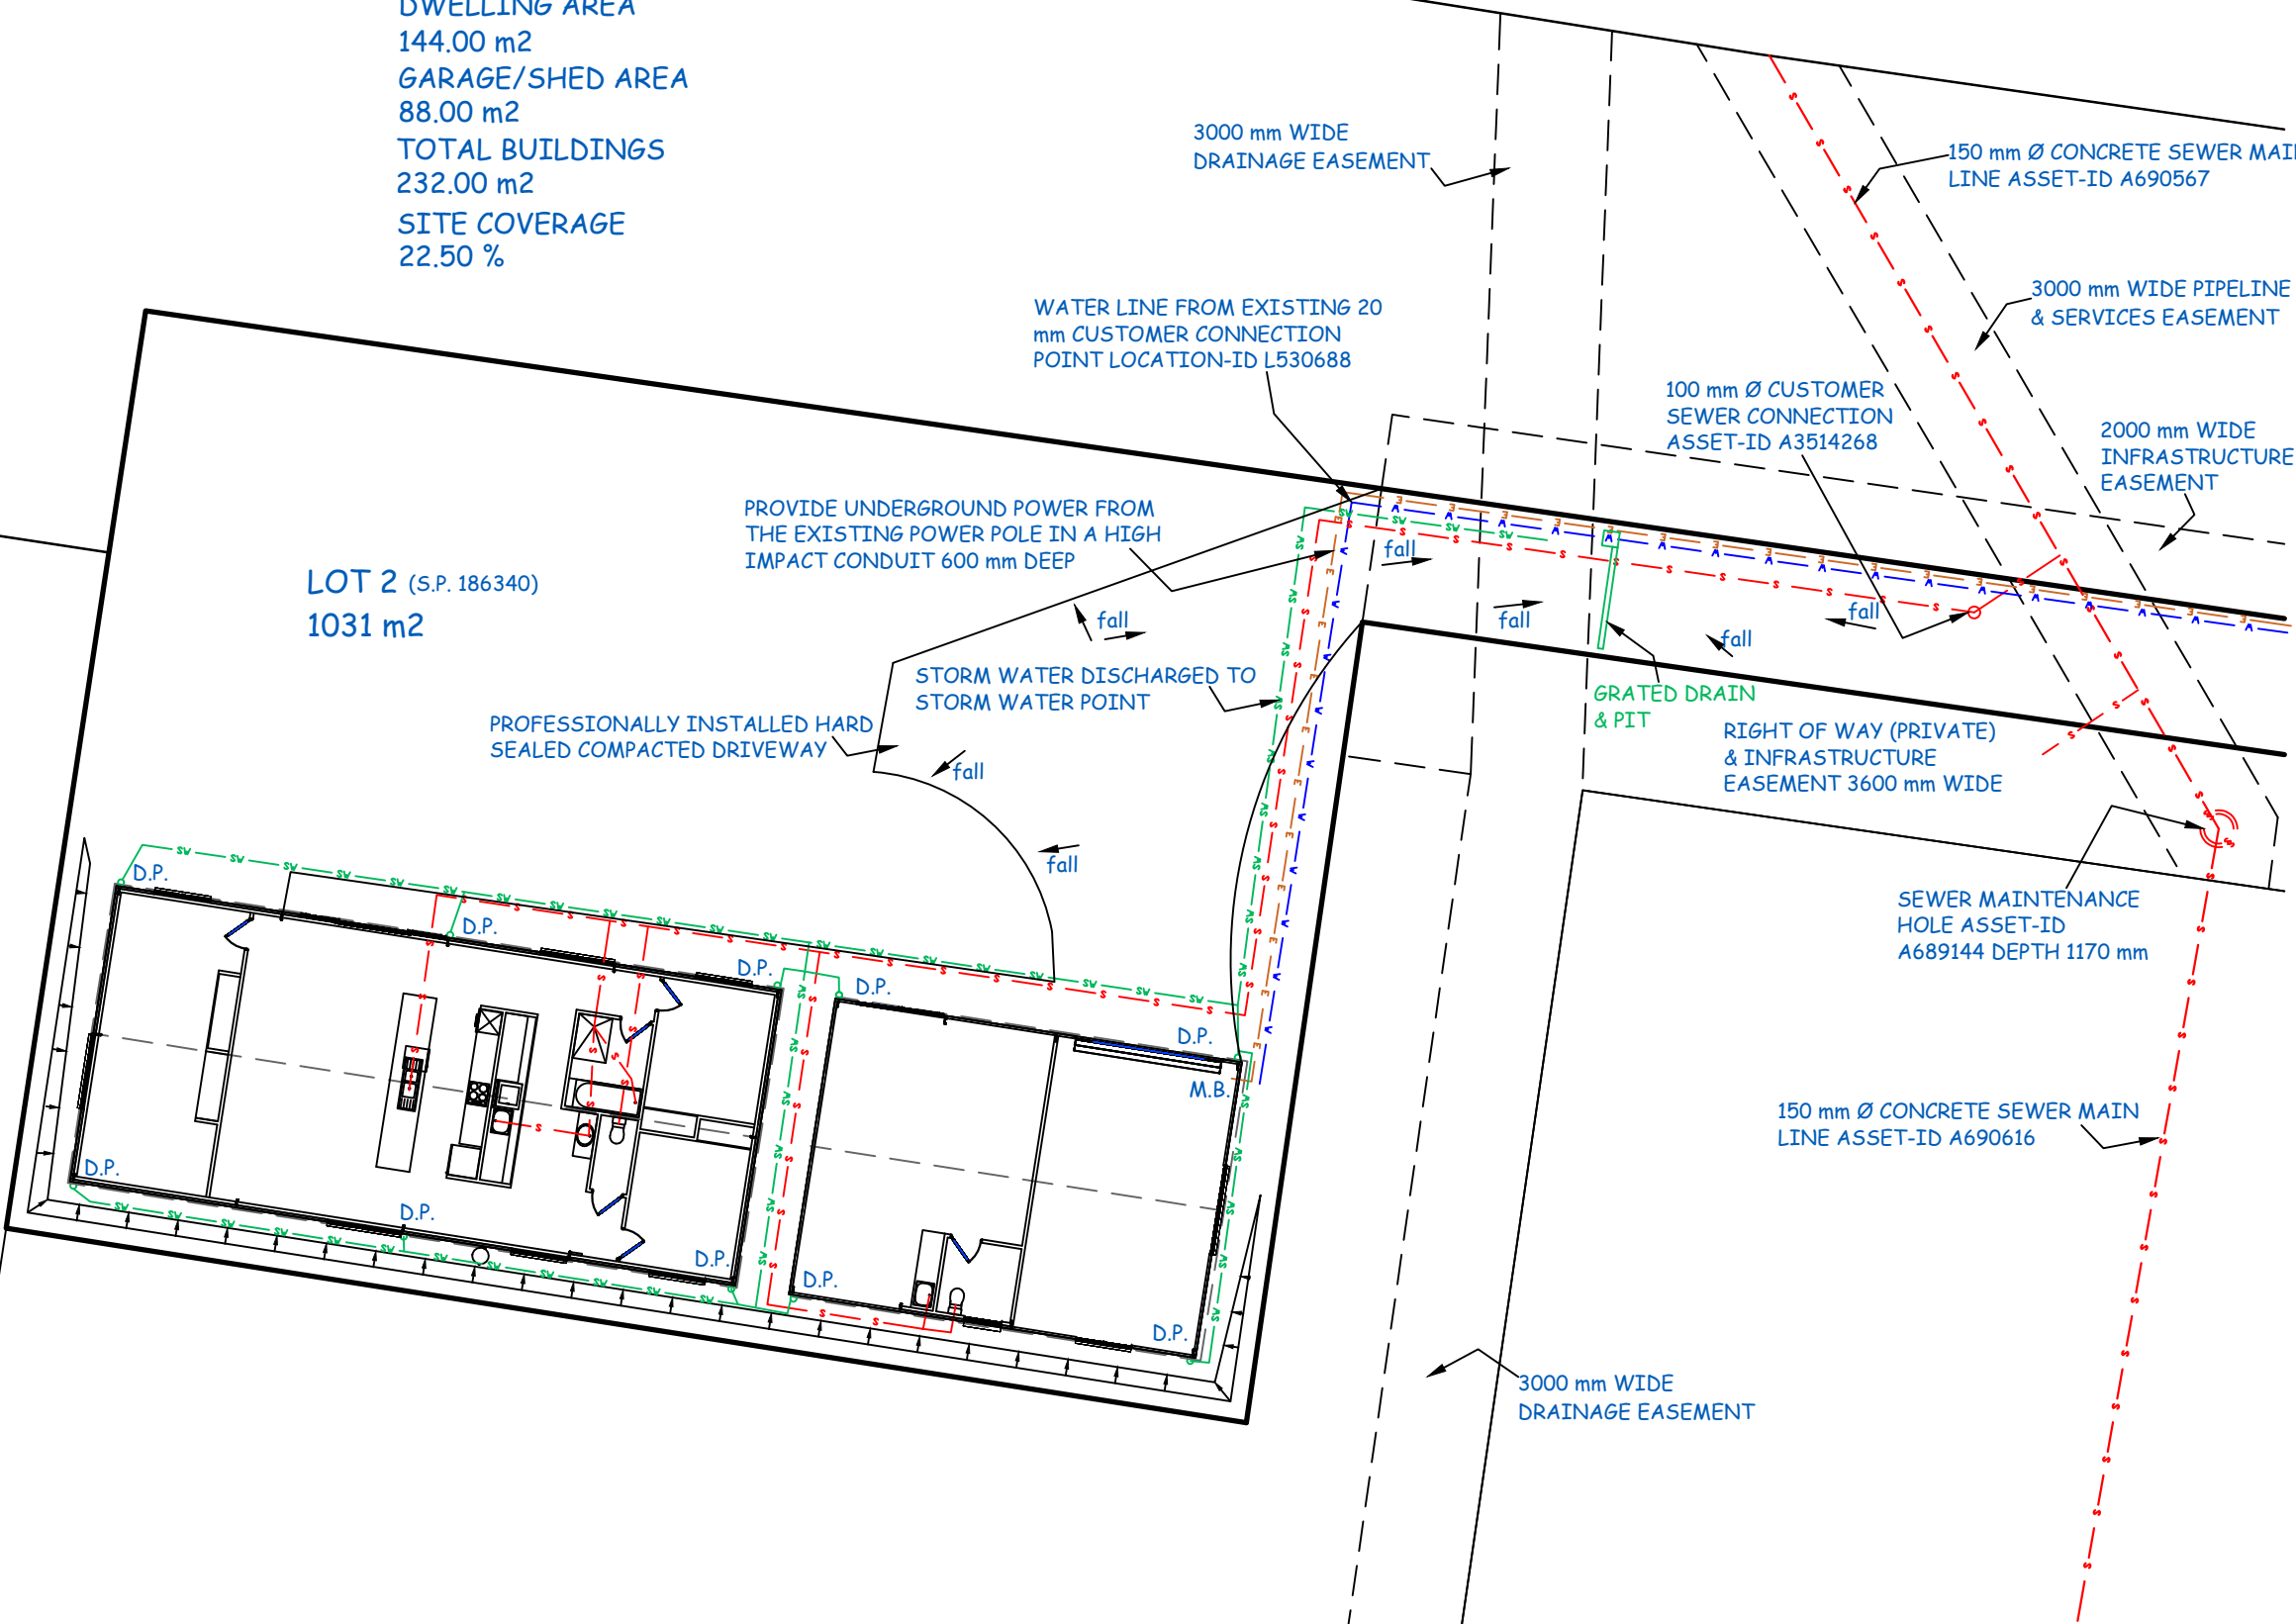 DWELLING AREA
144.00 m2
GARAGE/SHED AREA
88.00 m2
TOTAL BUILDINGS
232.00 m2
SITE COVERAGE
22.50 %
3000 mm WIDE
DRAINAGE EASEMENT
150 mm Ø CONCRETE SEWER MAI
LINE ASSET-ID A690567
3000 mm WIDE PIPELINE
& SERVICES EASEMENT
WATER LINE FROM EXISTING 20
mm CUSTOMER CONNECTION
POINT LOCATION-ID L530688
100 mm Ø CUSTOMER
SEWER CONNECTION
ASSET-ID A3514268
2000 mm WIDE
INFRASTRUCTURE
EASEMENT
PROVIDE UNDERGROUND POWER FROM
THE EXISTING POWER POLE IN A HIGH
IMPACT CONDUIT 600 mm DEEP
LOT 2 (S.P. 186340)
1031 m2
fall
fall
fall
fall
fall
STORM WATER DISCHARGED TO
STORM WATER POINT
GRATED DRAIN
& PIT
PROFESSIONALLY INSTALLED HARD
SEALED COMPACTED DRIVEWAY
RIGHT OF WAY (PRIVATE)
& INFRASTRUCTURE
EASEMENT 3600 mm WIDE
fall
fall
D.P.
D.P.
D.P.
D.P.
D.P.
M.B.
SEWER MAINTENANCE
HOLE ASSET-ID
A689144 DEPTH 1170 mm
150 mm Ø CONCRETE SEWER MAIN
LINE ASSET-ID A690616
D.P.
D.P.
D.P.
D.P.
D.P.
3000 mm WIDE
DRAINAGE EASEMENT